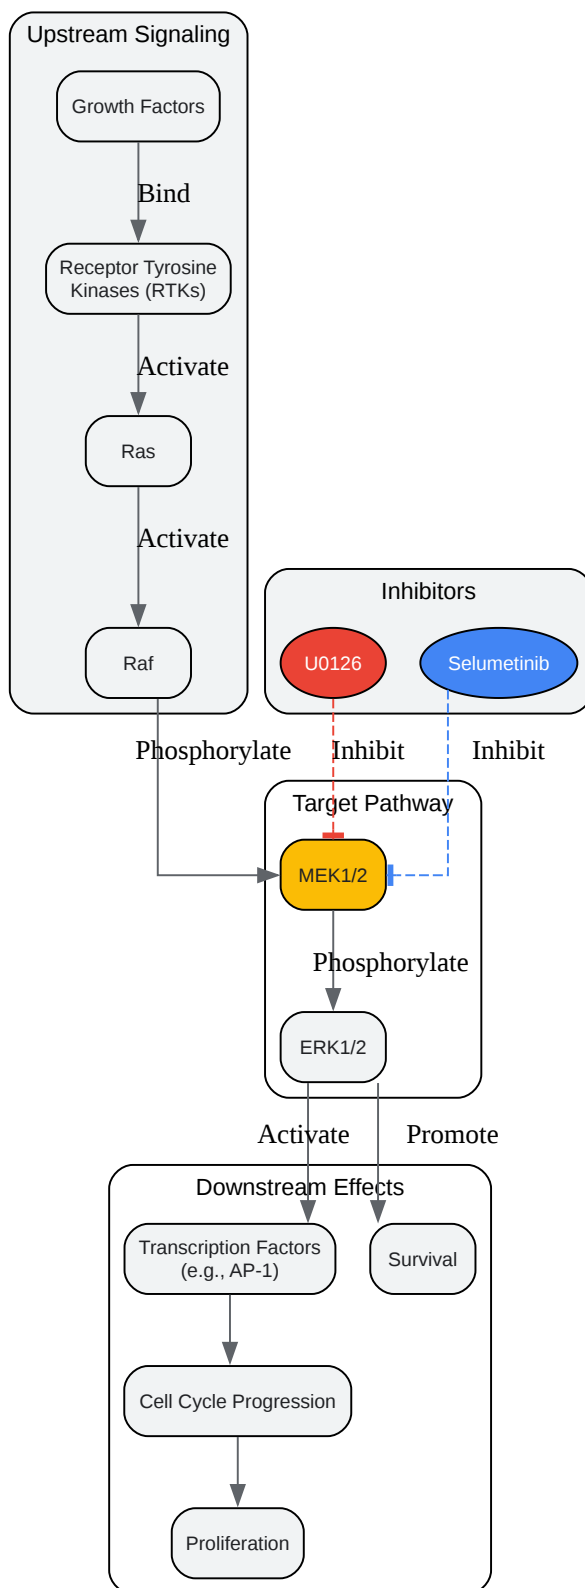 Upstream Signaling
Growth Factors
Bind
Receptor Tyrosine
Kinases (RTKs)
Activate
Ras
Activate
Raf
Inhibitors
U0126
Selumetinib
Phosphorylate
Inhibit
Inhibit
Target Pathway
MEK1/2
Phosphorylate
ERK1/2
Activate
Promote
Downstream Effects
Transcription Factors
(e.g., AP-1)
Survival
Cell Cycle Progression
Proliferation